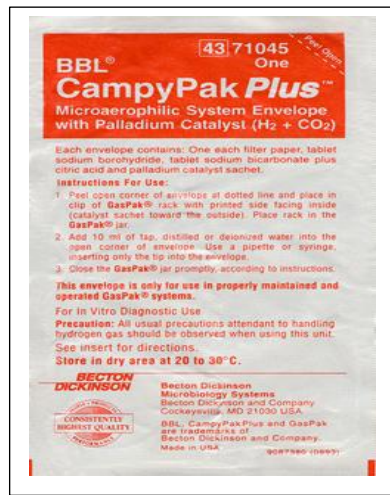 43 71045
Peel Open
One
BBL®
CampyPak Plus™
Microaerophilic System Envelope
with Palladium Catalyst (H2 + CO2)
Each envelope contains: One each filter paper, tablet
sodium borohydride, tablet sodium bicarbonate plus
citric acid and palladium catalyst sachet.
Instructions For Use:
1. Peel open corner of envelope at dotted line and place in
clip of GasPak® rack with printed side facing inside
(catalyst sachet toward the outside). Place rack in the
GasPak® jar.
2. Add 10 ml of tap, distilled or deionized water into the
open corner of envelope. Use a pipette or syringe,
inserting only the tip into the envelope.
3. Close the GasPak® jar promptly, according to instructions.
This envelope is only for use in properly maintained and
operated GasPak® systems.
For In Vitro Diagnostic Use
Precaution: All usual precautions attendant to handling
hydrogen gas should be observed when using this unit.
See insert for directions.
Store in dry area at 20 to 30°C.
BECTON
DICKINSON
CONSISTENTLY
HIGHEST QUALITY
Becton Dickinson
Microbiology Systems
Becton Dickinson and Company
Cockeysville, MD 21030 USA
BBL, CampyPak Plus and GasPak
are trademarks of
Becton Dickinson and Company.
Made in USA